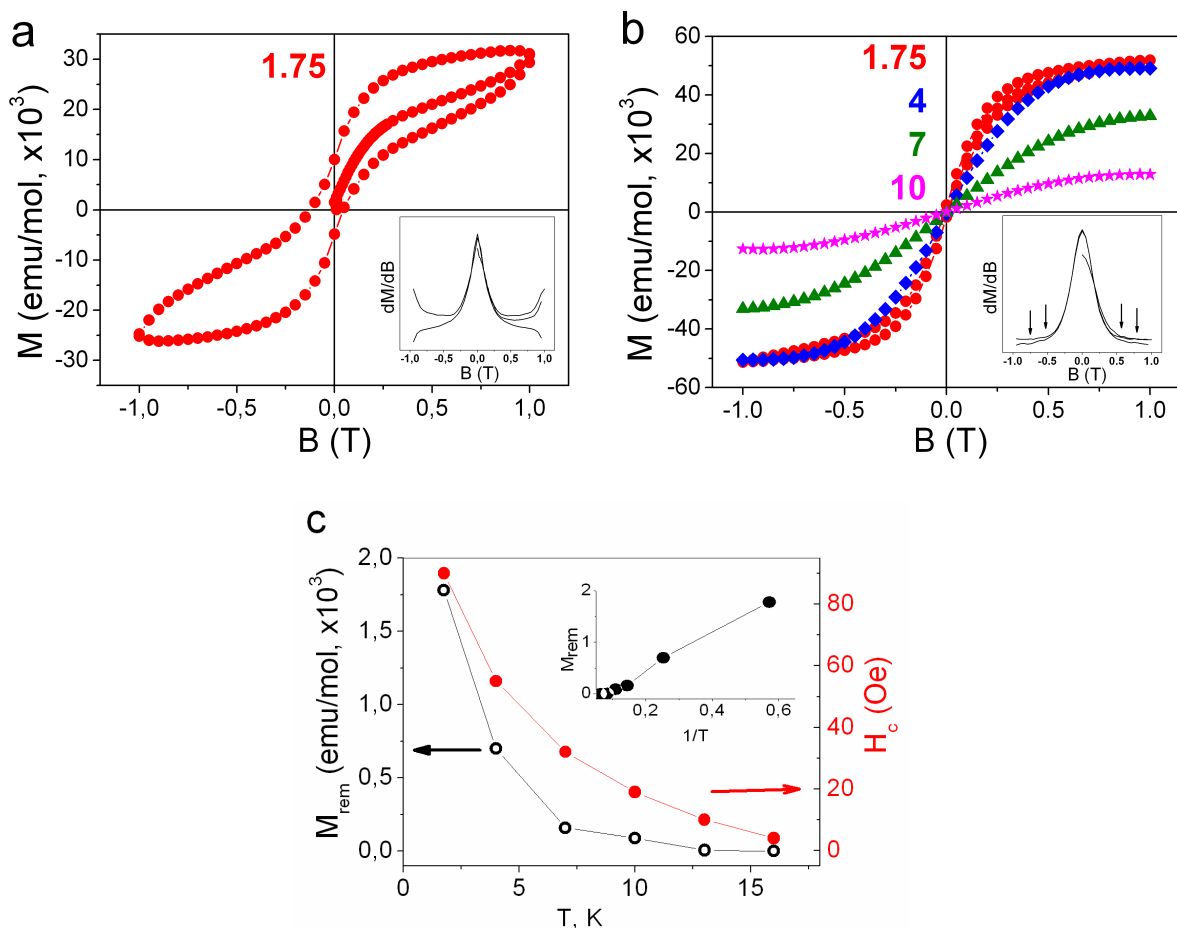 a
1.75
30
20
10
0
-10
-20
-30
M (emu/mol, x10³)
-1,0 -0,5 0.0 0,5 1.0
B (T)
dM/dB
-1,0 -0,5 0,0 0,5 1,0
B (T)
b
1.75
4
7
10
60
40
20
0
-20
-40
-60
M (emu/mol, x10³)
-1.0 -0.5 0.0 0.5 1.0
B (T)
dM/dB
-1.0 -0.5 0.0 0.5 1.0
B (T)
c
2,0
1,5
1,0
0,5
0,0
M_rem (emu/mol, x10³)
0 5 10 15
T, K
80
60
40
20
0
H_c (Oe)
2
1
0
M_rem
0,2 0,4 0,6
1/T